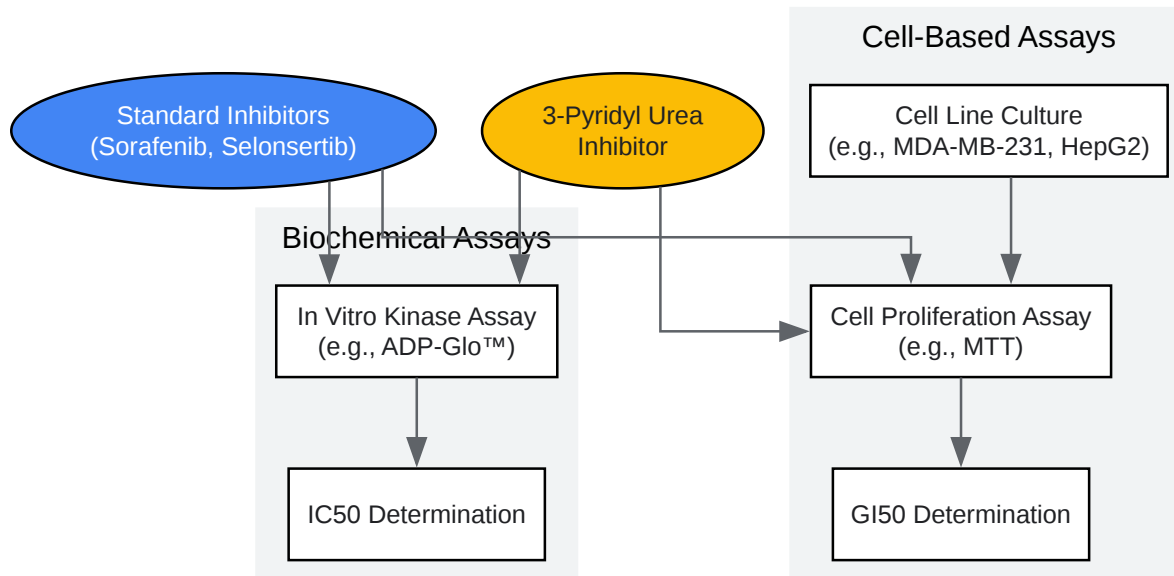 Cell-Based Assays
Standard Inhibitors
(Sorafenib, Selonsertib)
3-Pyridyl Urea
Inhibitor
Cell Line Culture
(e.g., MDA-MB-231, HepG2)
Biochemical Assays
In Vitro Kinase Assay
(e.g., ADP-Glo™)
Cell Proliferation Assay
(e.g., MTT)
IC50 Determination
GI50 Determination